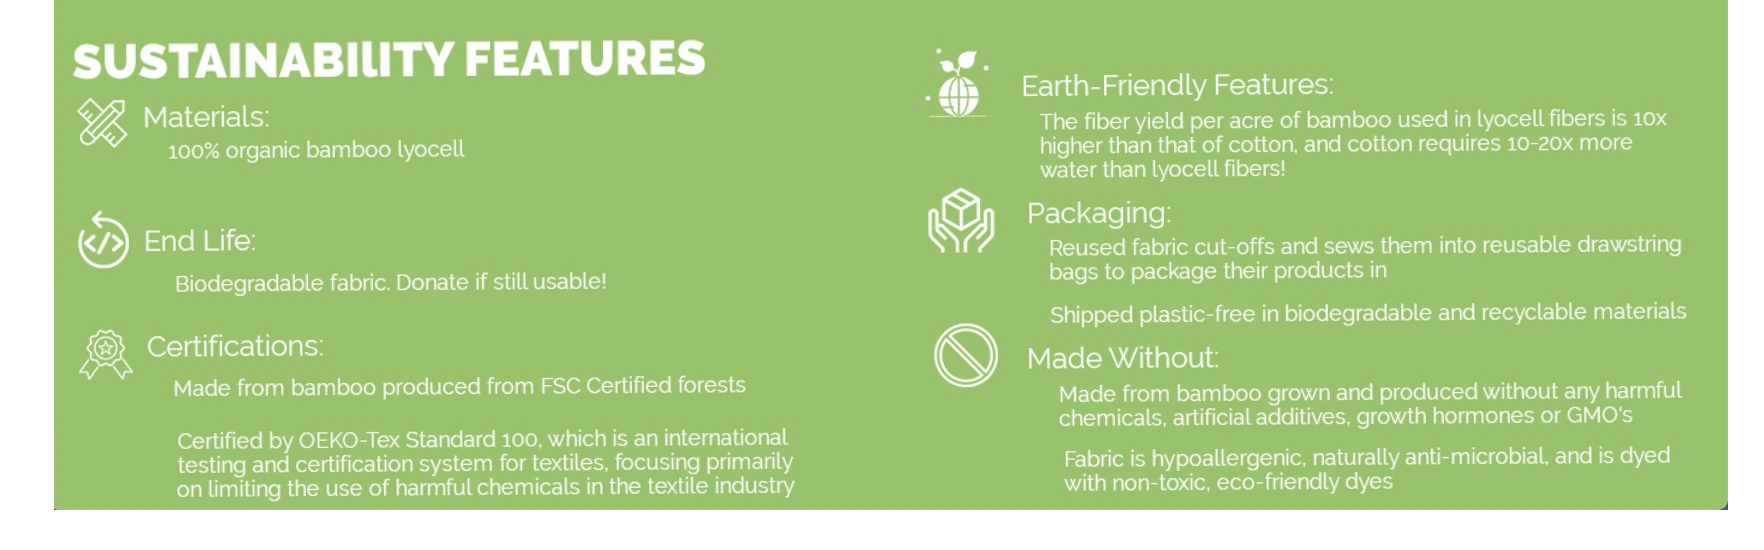 SUSTAINABILITY FEATURES
Materials:
100% organic bamboo lyocell
End Life:
Biodegradable fabric. Donate if still usable!
Certifications:
Made from bamboo produced from FSC Certified forests
Certified by OEKO-Tex Standard 100, which is an international
testing and certification system for textiles, focusing primarily
on limiting the use of harmful chemicals in the textile industry
Earth-Friendly Features:
The fiber yield per acre of bamboo used in lyocell fibers is 10x
higher than that of cotton, and cotton requires 10-20x more
water than lyocell fibers!
Packaging:
Reused fabric cut-offs and sews them into reusable drawstring
bags to package their products in
Shipped plastic-free in biodegradable and recyclable materials
Made Without:
Made from bamboo grown and produced without any harmful
chemicals, artificial additives, growth hormones or GMO's
Fabric is hypoallergenic, naturally anti-microbial, and is dyed
with non-toxic, eco-friendly dyes